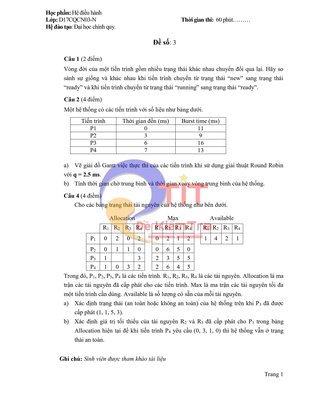 Học phần: Hệ điều hành
Lớp: D17CQCN03-N Thời gian thi: 60 phút………
Hệ đào tạo: Đại học chính quy.
Đề số: 3
Câu 1 (2 điểm)
Vòng đời của một tiến trình gồm nhiều trạng thái khác nhau chuyển đổi qua lại. Hãy so
sánh sự giống và khác nhau khi tiến trình chuyển từ trạng thái “new” sang trạng thái
“ready” và khi tiến trình chuyển từ trạng thái “running” sang trạng thái “ready”.
Câu 2 (4 điểm)
Một hệ thống có các tiến trình với số liệu như bảng dưới.
Tiến trình Thời gian đến (ms) Burst time (ms)
P1 0 11
P2 3 9
P3 6 16
P4 7 13
a) Vẽ giải đồ Gantt việc thực thi của các tiến trình khi sử dụng giải thuật Round Robin
với q = 2.5 ms.
b) Tính thời gian chờ trung bình và thời gian xoay vòng trung bình của hệ thống.
Câu 4 (4 điểm)
Cho các bảng trạng thái tài nguyên của hệ thống như bên dưới.
Allocation Max Available
R₁ R₂ R₃ R₄ R₁ R₂ R₃ R₄ R₁ R₂ R₃ R₄
P₁ 0 2 0 2 0 2 1 2 1 4 2 1
P₂ 0 1 1 0 0 6 5 0
P₃ 1 3 2 3 5 5
P₄ 1 0 3 2 2 6 4 5
Trong đó, P₁, P₂, P₃, P₄ là các tiến trình. R₁, R₂, R₃, R₄ là các tài nguyên. Allocation là ma
trận các tài nguyên đã cấp phát cho các tiến trình. Max là ma trận các tài nguyên tối đa
một tiến trình cần dùng. Available là số lượng có sẵn của mỗi tài nguyên.
a) Xác định trạng thái (an toàn hoặc không an toàn) của hệ thống trên khi P₃ đã được
cấp phát (1, 1, 5, 3).
b) Xác định giá trị tối thiểu của tài nguyên R₂ và R₃ đã cấp phát cho P₃ trong bảng
Allocation hiện tại để khi tiến trình P₄ yêu cầu (0, 3, 1, 0) thì hệ thống vẫn ở trạng
thái an toàn.
Ghi chú: Sinh viên được tham khảo tài liệu
Trang 1